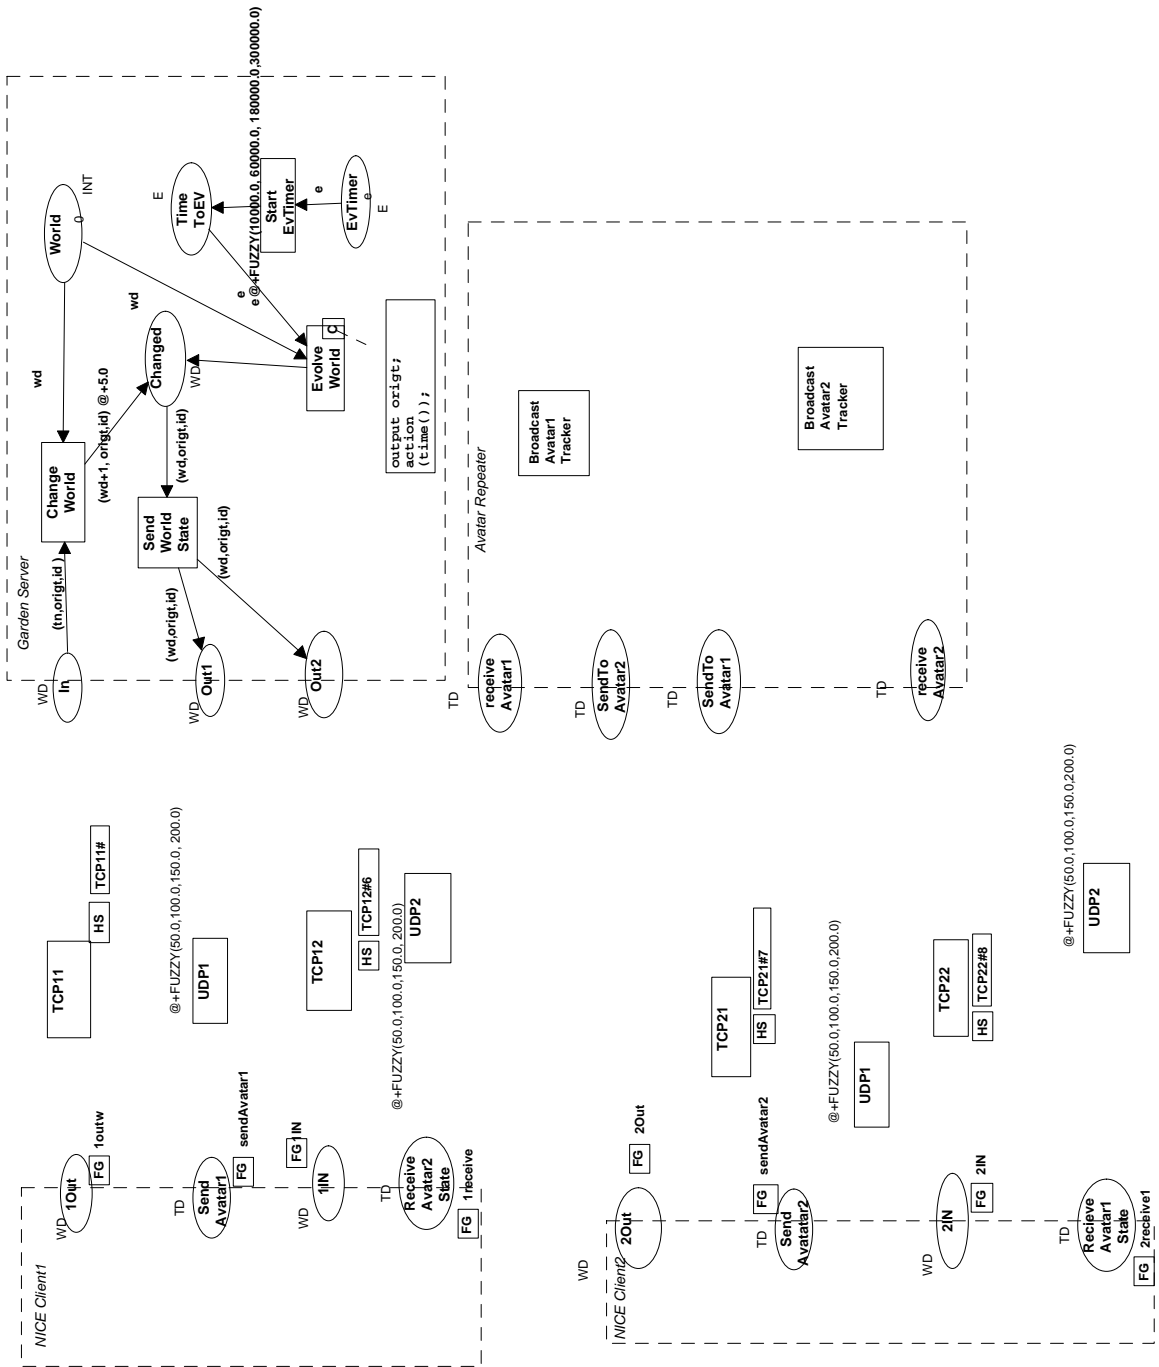 Garden Server
World
0
INT
E
Time
ToEV
Start
EvTimer
e
EvTimer
e
E
e
e @+FUZZY(10000.0, 60000.0, 180000.0,300000.0)
wd
wd
Changed
WD
Change
World
(wd+1, origt,id) @+5.0
(wd,origt,id)
Send
World
State
(wd,origt,id)
(wd,origt,id)
Evolve
World
C
output origt;
action
(time());
(tn,origt,id )
WD
In
WD
Out1
WD
Out2
Avatar Repeater
Broadcast
Avatar1
Tracker
Broadcast
Avatar2
Tracker
TD
receive
Avatar1
TD
SendTo
Avatar2
TD
SendTo
Avatar1
TD
receive
Avatar2
TCP11
HS
TCP11#
@+FUZZY(50.0,100.0,150.0, 200.0)
UDP1
TCP12
HS
TCP12#6
@+FUZZY(50.0,100.0,150.0, 200.0)
UDP2
TCP21
HS
TCP21#7
@+FUZZY(50.0,100.0,150.0,200.0)
UDP1
TCP22
HS
TCP22#8
@+FUZZY(50.0,100.0,150.0,200.0)
UDP2
NICE Client1
WD
1Out
FG
1outw
TD
Send
Avatar1
FG
sendAvatar1
WD
1IN
FG
1IN
TD
Receive
Avatar2
State
FG
1receive
NICE Client2
WD
2Out
FG
2Out
TD
Send
Avatatar2
FG
sendAvatar2
WD
2IN
FG
2IN
TD
Recieve
Avatar1
State
FG
2receive1